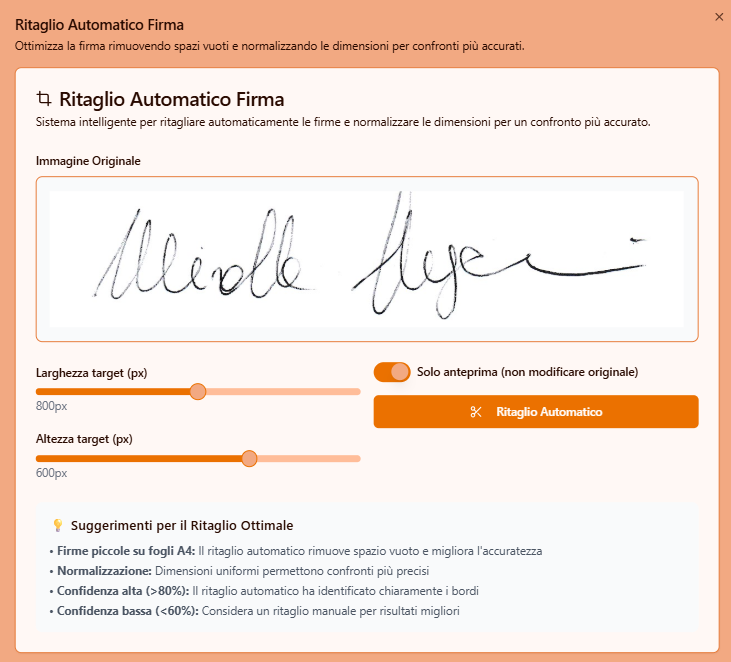 Ritaglio Automatico Firma
Ottimizza la firma rimuovendo spazi vuoti e normalizzando le dimensioni per confronti più accurati.
Ritaglio Automatico Firma
Sistema intelligente per ritagliare automaticamente le firme e normalizzare le dimensioni per un confronto più accurato.
Immagine Originale
Mirella
Larghezza target (px)
800px
Altezza target (px)
600px
Solo anteprima (non modificare originale)
Ritaglio Automatico
Suggerimenti per il Ritaglio Ottimale
• Firme piccole su fogli A4: Il ritaglio automatico rimuove spazio vuoto e migliora l'accuratezza
• Normalizzazione: Dimensioni uniformi permettono confronti più precisi
• Confidenza alta (>80%): Il ritaglio automatico ha identificato chiaramente i bordi
• Confidenza bassa (<60%): Considera un ritaglio manuale per risultati migliori